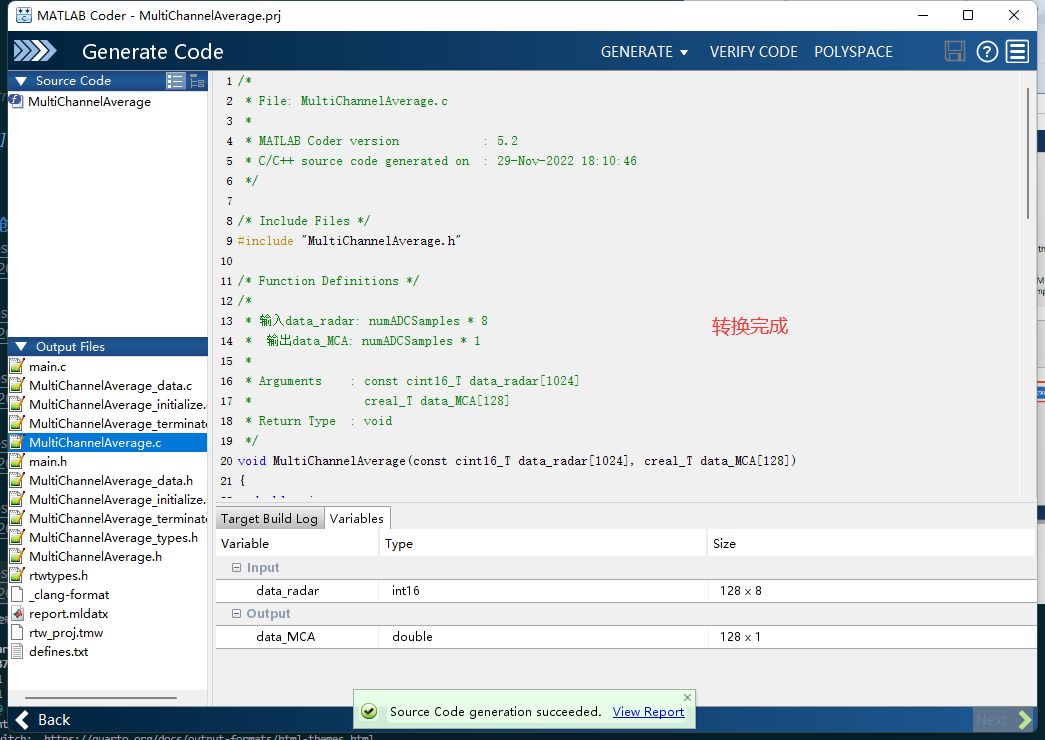 MATLAB Coder - MultiChannelAverage.prj
Generate Code
GENERATE
VERIFY CODE
POLYSPACE
Source Code
MultiChannelAverage
Output Files
main.c
MultiChannelAverage_data.c
MultiChannelAverage_initialize.
MultiChannelAverage_terminate
MultiChannelAverage.c
main.h
MultiChannelAverage_data.h
MultiChannelAverage_initialize.
MultiChannelAverage_terminate
MultiChannelAverage_types.h
MultiChannelAverage.h
rtwtypes.h
_clang-format
report.mldatx
rtw_proj.tmw
defines.txt
1 /*
2 * File: MultiChannelAverage.c
3 *
4 * MATLAB Coder version : 5.2
5 * C/C++ source code generated on : 29-Nov-2022 18:10:46
6 */
7
8 /* Include Files */
9 #include "MultiChannelAverage.h"
10
11 /* Function Definitions */
12 /*
13 * 输入data_radar: numADCSamples * 8
14 * 输出data_MCA: numADCSamples * 1
15 *
16 * Arguments : const cint16_T data_radar[1024]
17 * creal_T data_MCA[128]
18 * Return Type : void
19 */
20 void MultiChannelAverage(const cint16_T data_radar[1024], creal_T data_MCA[128])
21 {
转换完成
Target Build Log
Variables
Variable Type Size
Input
data_radar int16 128 x 8
Output
data_MCA double 128 x 1
Source Code generation succeeded. View Report
Back
Next